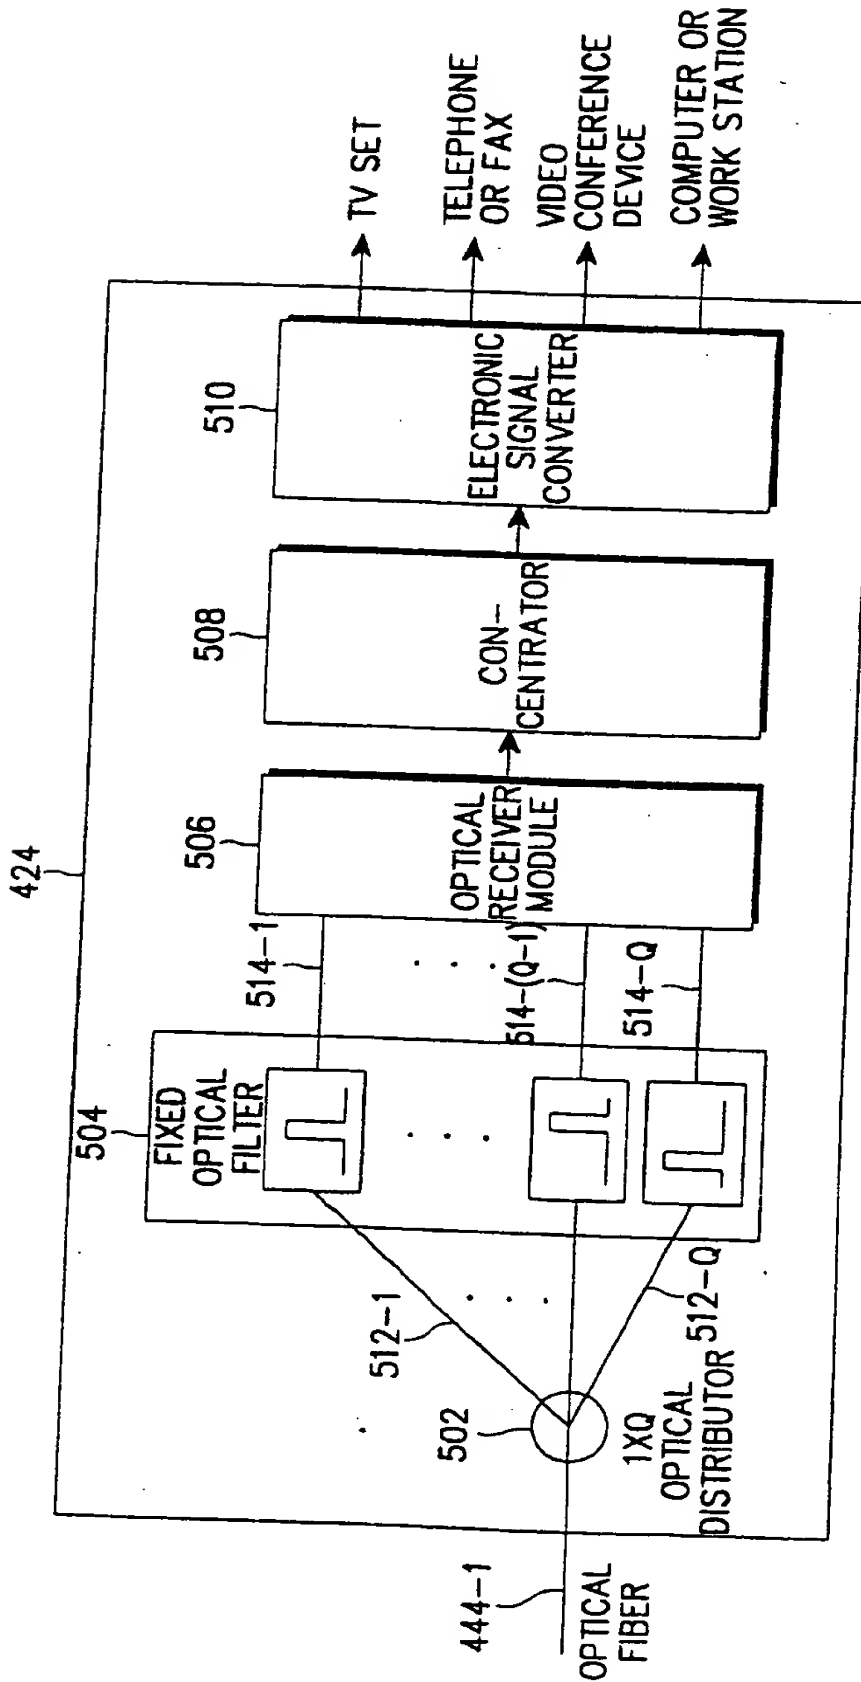 424
504
FIXED
OPTICAL
FILTER
506
508
510
514-1
514-(Q-1)
514-Q
OPTICAL
RECEIVER
MODULE
CON-
CENTRATOR
ELECTRONIC
SIGNAL
CONVERTER
TV SET
TELEPHONE
OR FAX
VIDEO
CONFERENCE
DEVICE
COMPUTER OR
WORK STATION
512-1
512-Q
502
1XQ
OPTICAL
DISTRIBUTOR
444-1
OPTICAL
FIBER